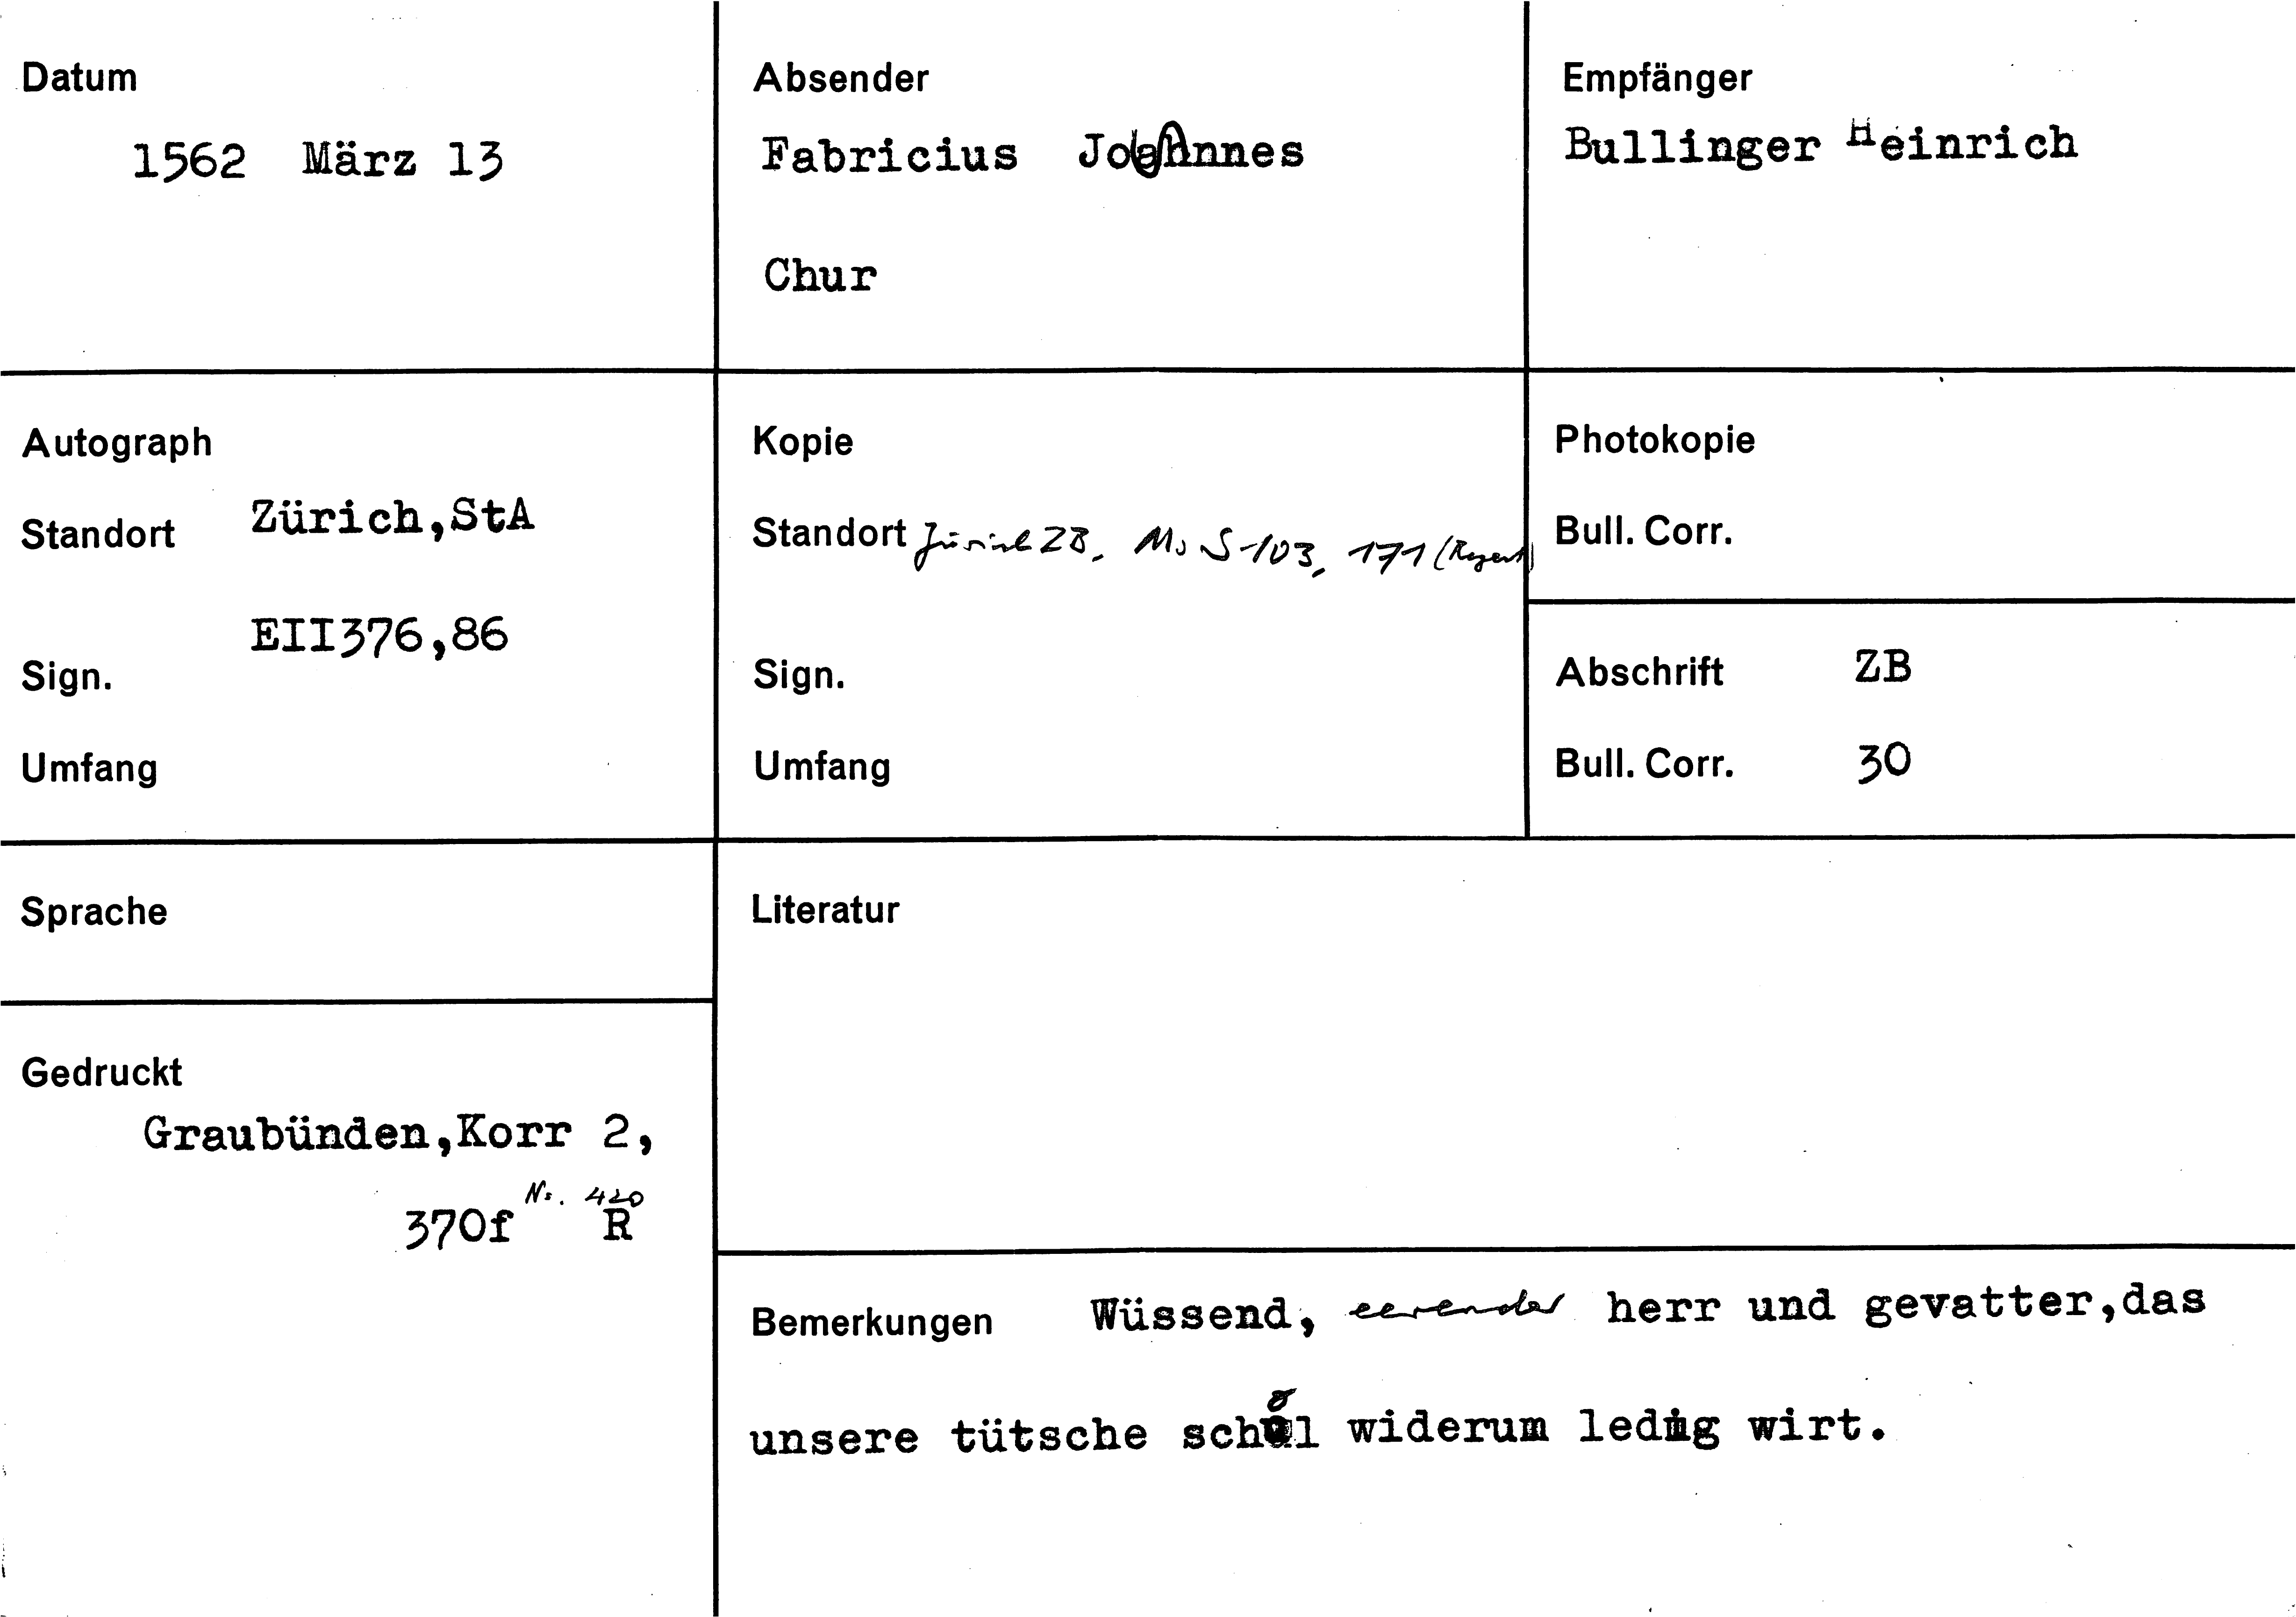 Datum
1562 März 13
Absender
Fabricius Johannes
Chur
Empfänger
Bullinger Heinrich
Autograph
Standort Zürich,StA
EII376,86
Sign.
Umfang
Kopie
Standort Zürich ZB, Ms S 103, 171 (Regest)
Sign.
Umfang
Photokopie
Bull. Corr.
Abschrift ZB
Bull. Corr. 30
Sprache
Literatur
Gedruckt
Graubünden,Korr 2,
Nr. 420
370f R
Bemerkungen Wüssend, eerender herr und gevatter,das
unsere tütsche schůl widerum ledig wirt.